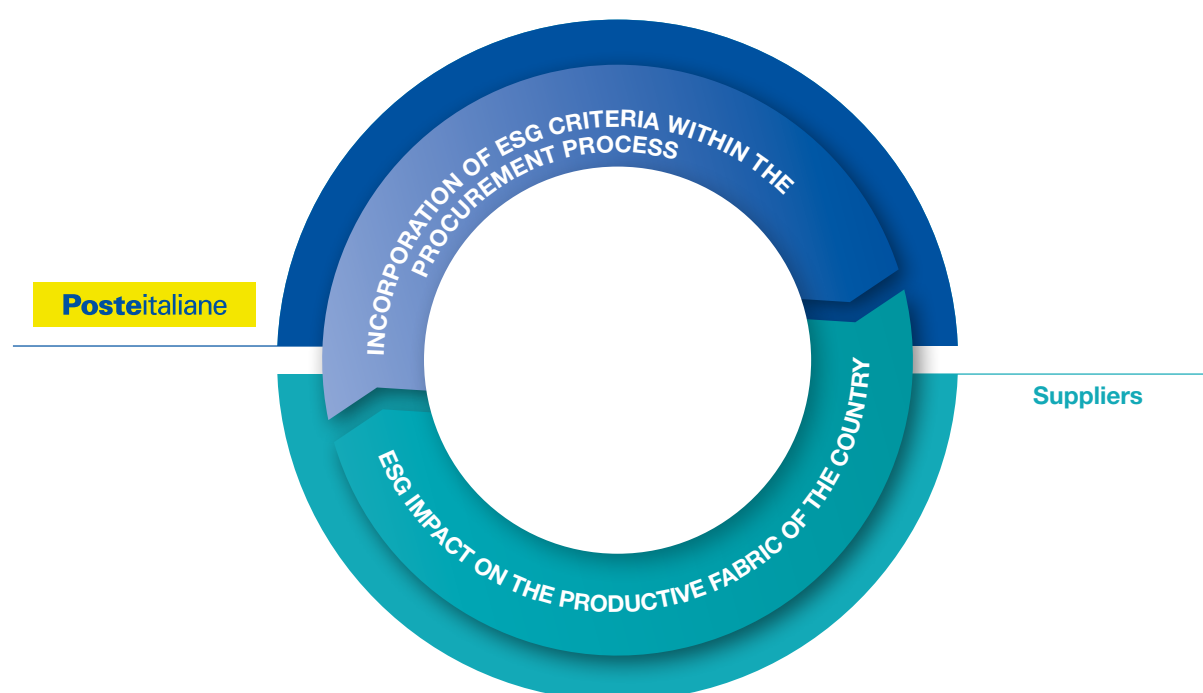 INCORPORATION OF ESG CRITERIA WITHIN THE
PROCUREMENT PROCESS
Posteitaliane
Suppliers
ESG IMPACT ON THE PRODUCTIVE FABRIC OF THE COUNTRY